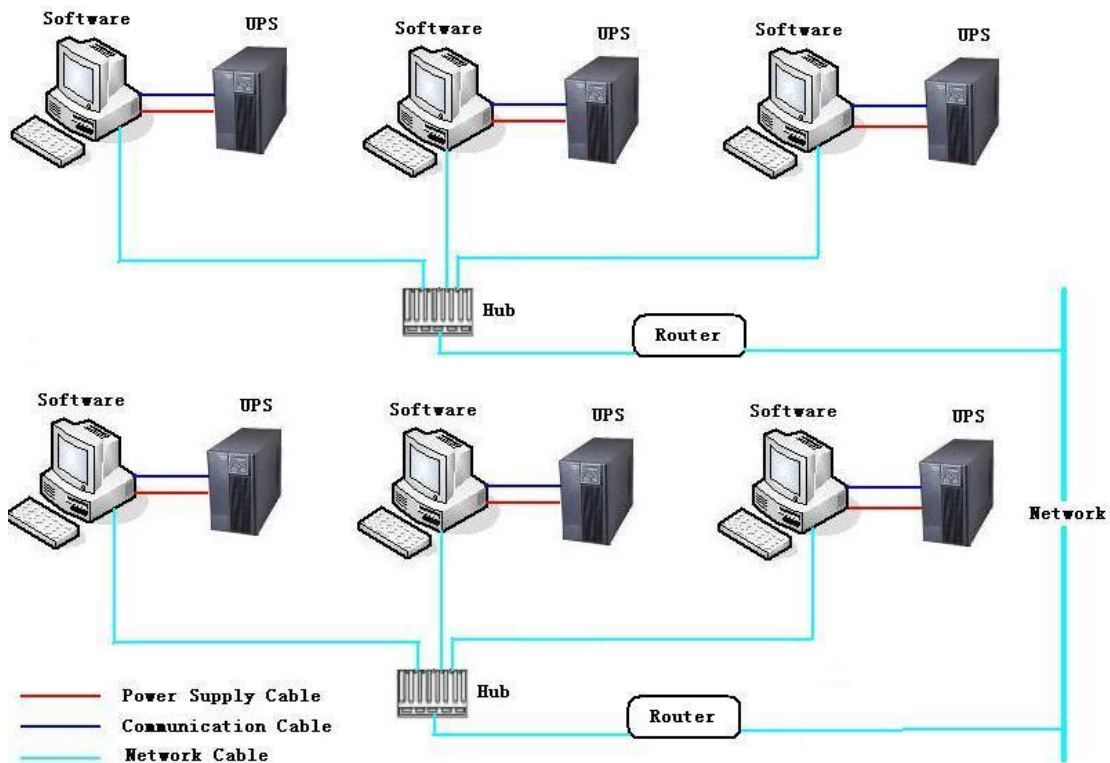 Software
UPS
Software
UPS
Software
UPS
Hub
Router
Software
UPS
Software
UPS
Software
UPS
Network
Hub
Router
Power Supply Cable
Communication Cable
Network Cable